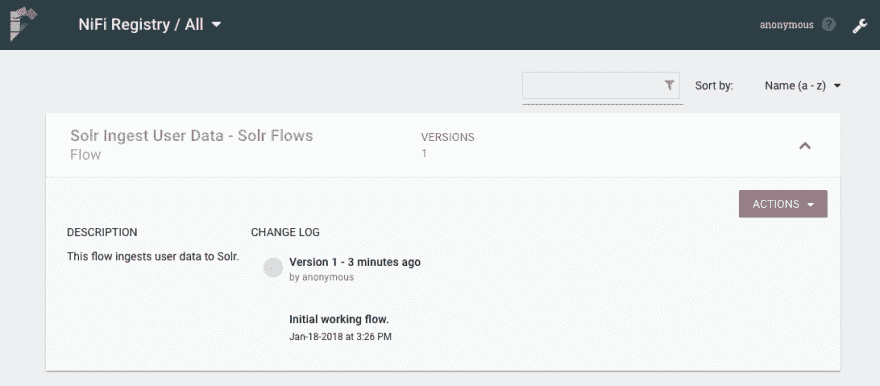 NiFi Registry / All
anonymous ?
Sort by: Name (a - z)
Solr Ingest User Data - Solr Flows
Flow
VERSIONS
1
ACTIONS
DESCRIPTION
This flow ingests user data to Solr.
CHANGE LOG
Version 1 - 3 minutes ago
by anonymous
Initial working flow.
Jan-18-2018 at 3:26 PM